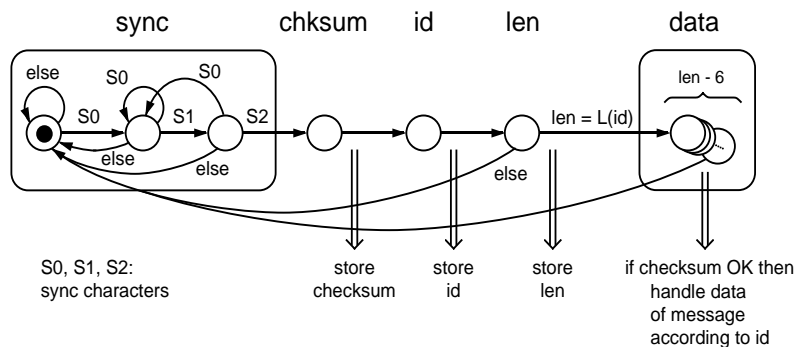 sync chksum id len data
else
S0
S0
S0
S1
S2
else
else
len = L(id)
else
len - 6
S0, S1, S2:
sync characters
store
checksum
store
id
store
len
if checksum OK then
handle data
of message
according to id